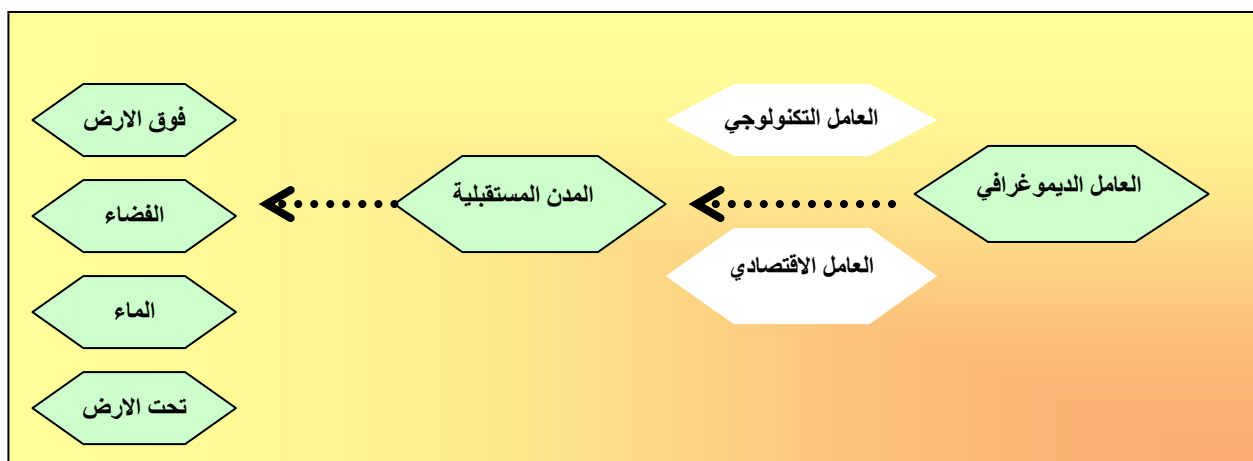 العامل الديموغرافي
العامل التكنولوجي
العامل الاقتصادي
المدن المستقبلية
فوق الارض
الفضاء
الماء
تحت الارض